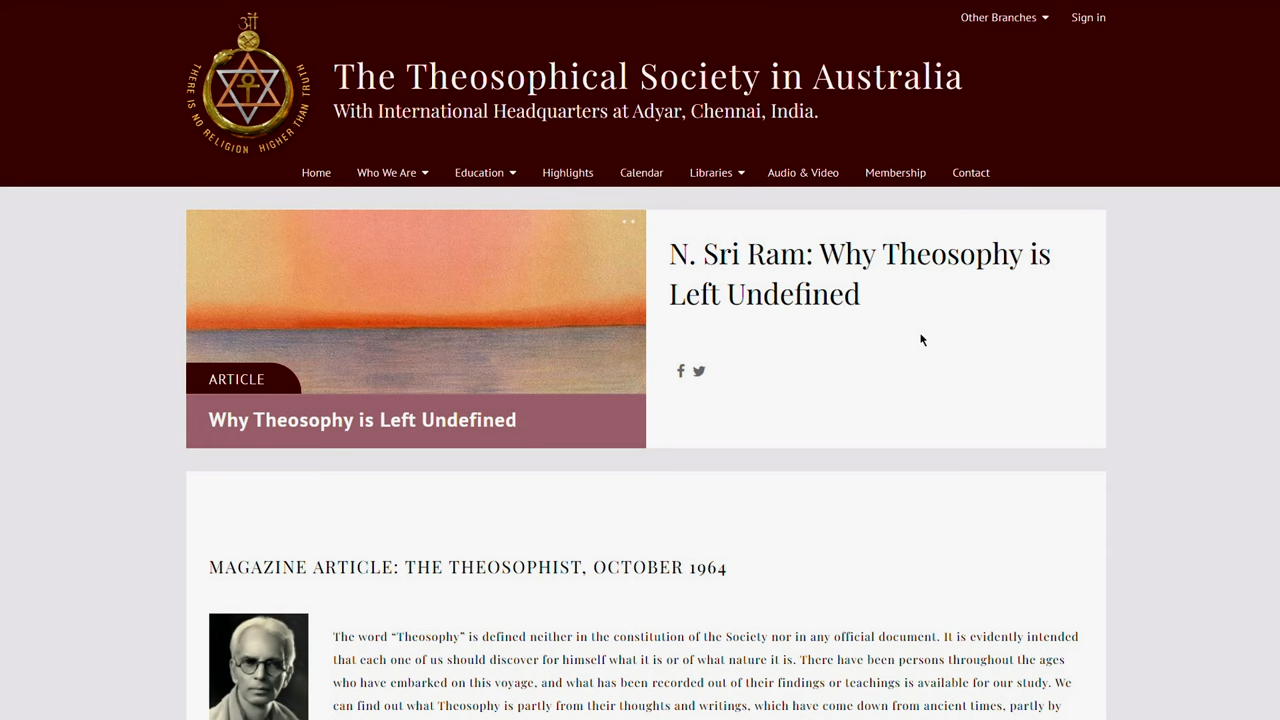 ओं
THERE IS NO RELIGION HIGHER THAN TRUTH
Other Branches
Sign in
The Theosophical Society in Australia
With International Headquarters at Adyar, Chennai, India.
Home Who We Are Education Highlights Calendar Libraries Audio & Video Membership Contact
ARTICLE
Why Theosophy is Left Undefined
N. Sri Ram: Why Theosophy is
Left Undefined
MAGAZINE ARTICLE: THE THEOSOPHIST, OCTOBER 1964
The word “Theosophy” is defined neither in the constitution of the Society nor in any official document. It is evidently intended
that each one of us should discover for himself what it is or of what nature it is. There have been persons throughout the ages
who have embarked on this voyage, and what has been recorded out of their findings or teachings is available for our study. We
can find out what Theosophy is partly from their thoughts and writings, which have come down from ancient times, partly by